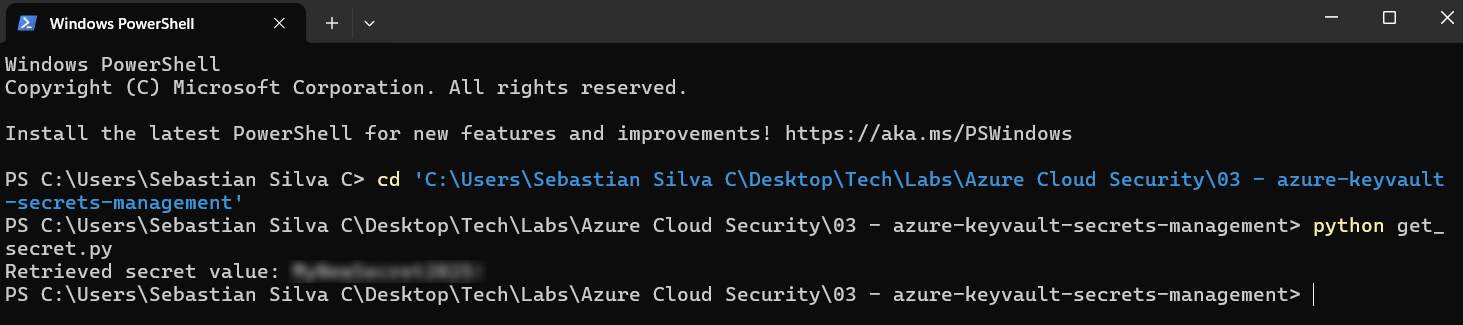 Windows PowerShell
Windows PowerShell
Copyright (C) Microsoft Corporation. All rights reserved.
Install the latest PowerShell for new features and improvements! https://aka.ms/PSWindows
PS C:\Users\Sebastian Silva C> cd 'C:\Users\Sebastian Silva C\Desktop\Tech\Labs\Azure Cloud Security\03 - azure-keyvault
-secrets-management'
PS C:\Users\Sebastian Silva C\Desktop\Tech\Labs\Azure Cloud Security\03 - azure-keyvault-secrets-management> python get_
secret.py
Retrieved secret value:
PS C:\Users\Sebastian Silva C\Desktop\Tech\Labs\Azure Cloud Security\03 - azure-keyvault-secrets-management>